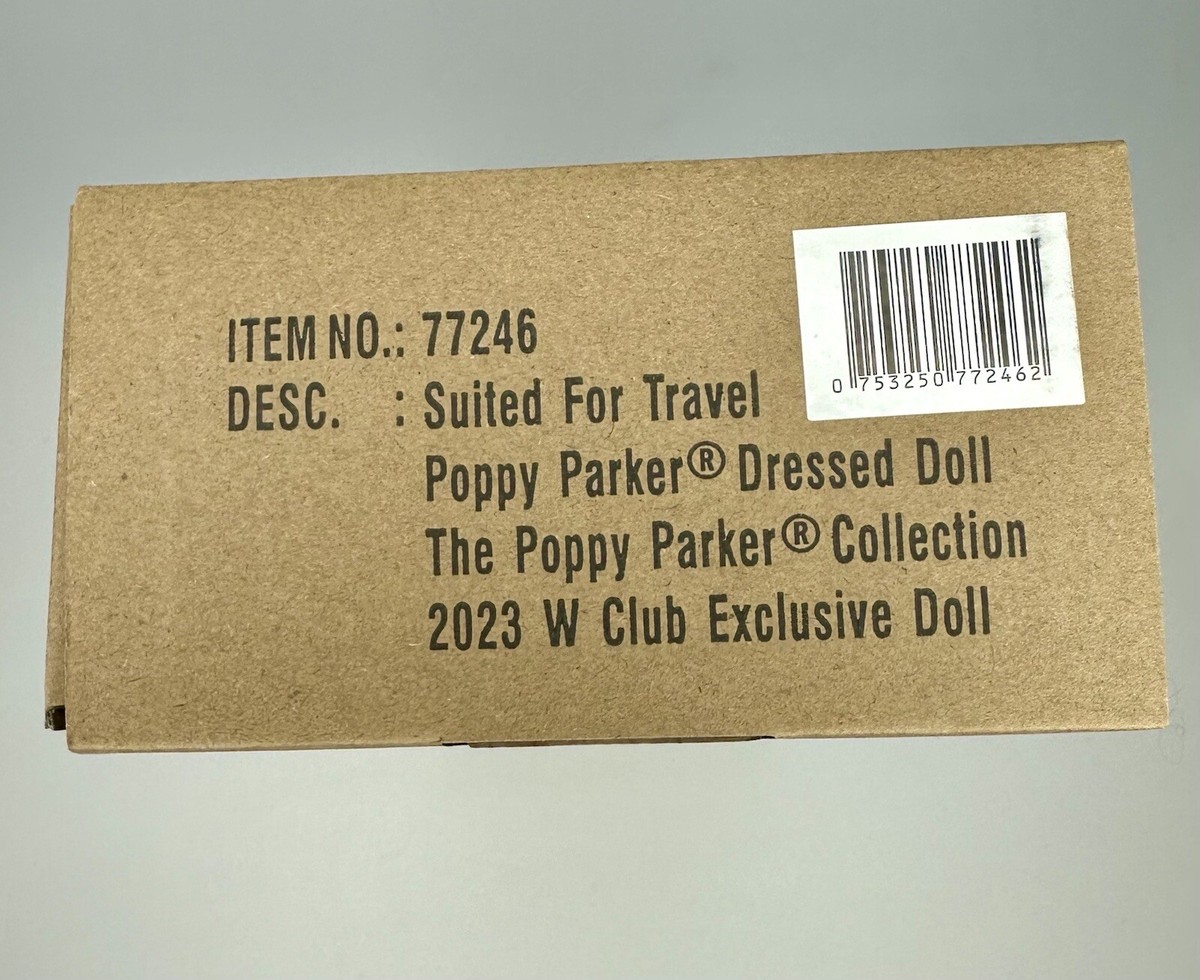 ITEM NO.: 77246
DESC. : Suited For Travel
Poppy Parker® Dressed Doll
The Poppy Parker® Collection
2023 W Club Exclusive Doll
0 753250 772462